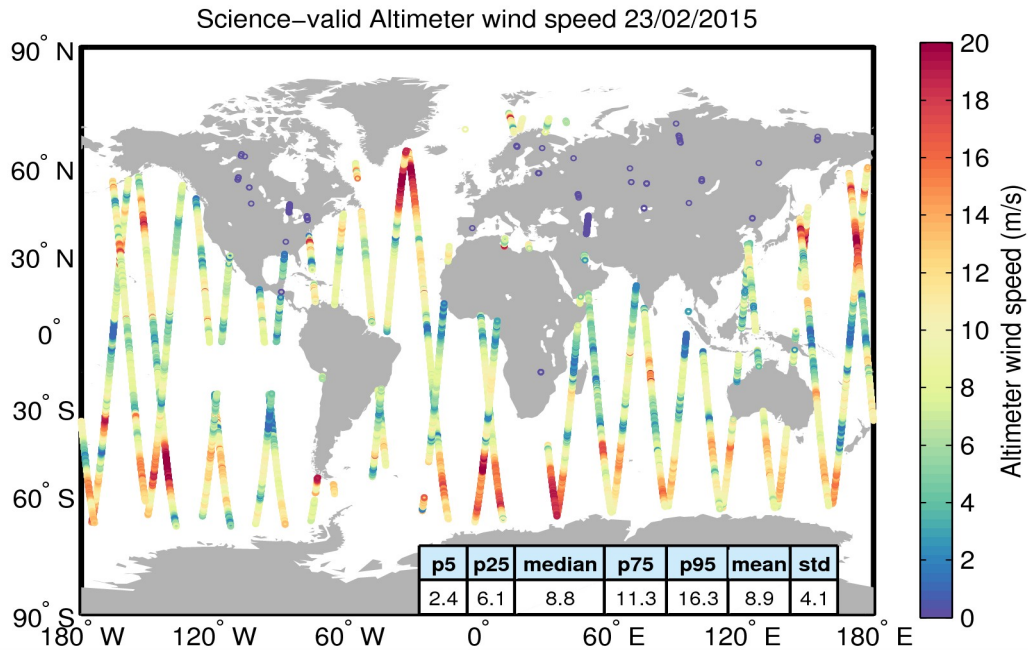 Science−valid Altimeter wind speed 23/02/2015
90° N
60° N
30° N
0°
30° S
60° S
90° S
180° W
120° W
60° W
0°
60° E
120° E
180° E
p5 p25 median p75 p95 mean std
2.4 6.1 8.8 11.3 16.3 8.9 4.1
20
18
16
14
12
10
8
6
4
2
0
Altimeter wind speed (m/s)